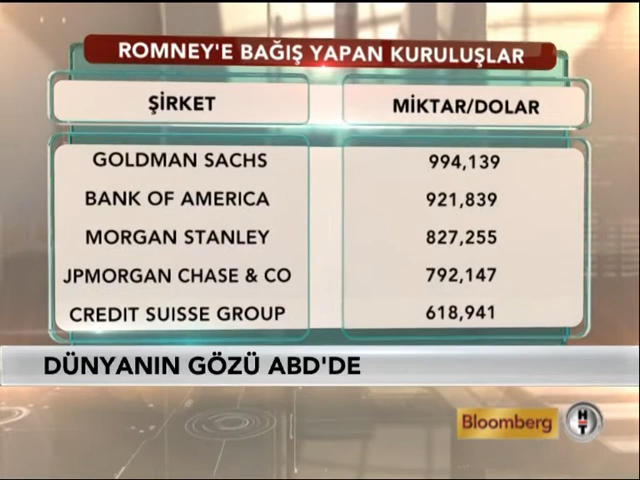 ROMNEY'E BAĞIŞ YAPAN KURULUŞLAR
ŞİRKET MİKTAR/DOLAR
GOLDMAN SACHS 994,139
BANK OF AMERICA 921,839
MORGAN STANLEY 827,255
JPMORGAN CHASE & CO 792,147
CREDIT SUISSE GROUP 618,941
DÜNYANIN GÖZÜ ABD'DE
Bloomberg HT